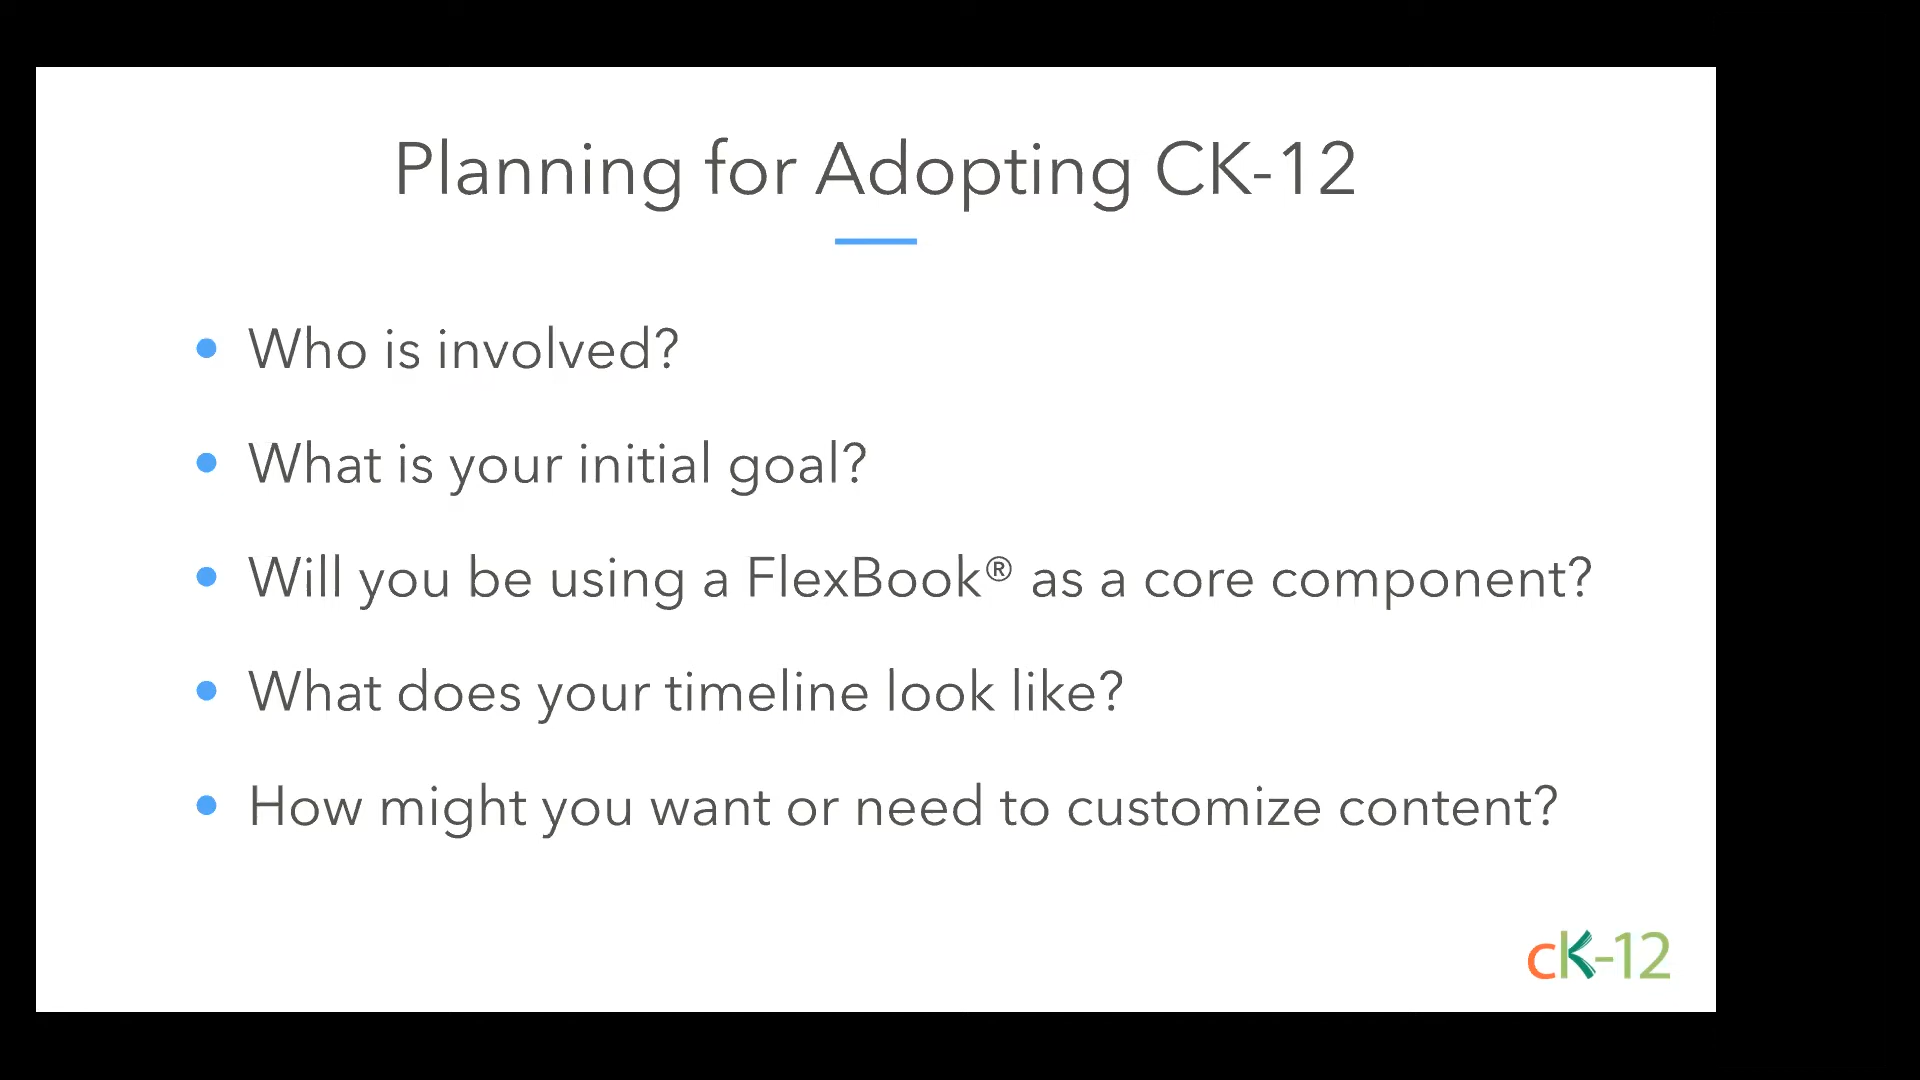 Planning for Adopting CK-12
• Who is involved?
• What is your initial goal?
• Will you be using a FlexBook® as a core component?
• What does your timeline look like?
• How might you want or need to customize content?
cK-12